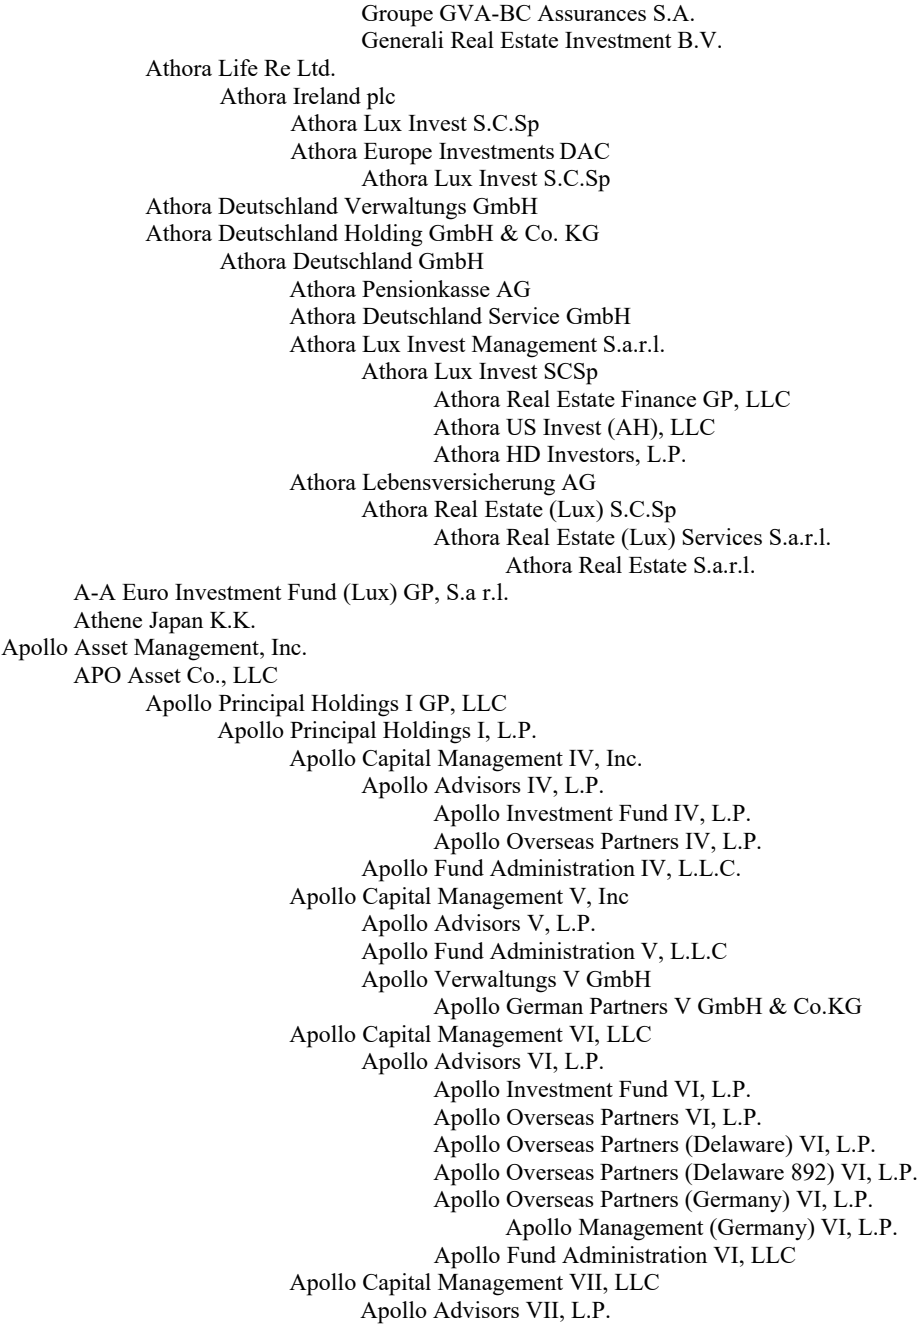 Groupe GVA-BC Assurances S.A.
Generali Real Estate Investment B.V.
Athora Life Re Ltd.
Athora Ireland plc
Athora Lux Invest S.C.Sp
Athora Europe Investments DAC
Athora Lux Invest S.C.Sp
Athora Deutschland Verwaltungs GmbH
Athora Deutschland Holding GmbH & Co. KG
Athora Deutschland GmbH
Athora Pensionkasse AG
Athora Deutschland Service GmbH
Athora Lux Invest Management S.a.r.l.
Athora Lux Invest SCSp
Athora Real Estate Finance GP, LLC
Athora US Invest (AH), LLC
Athora HD Investors, L.P.
Athora Lebensversicherung AG
Athora Real Estate (Lux) S.C.Sp
Athora Real Estate (Lux) Services S.a.r.l.
Athora Real Estate S.a.r.l.
A-A Euro Investment Fund (Lux) GP, S.a r.l.
Athene Japan K.K.
Apollo Asset Management, Inc.
APO Asset Co., LLC
Apollo Principal Holdings I GP, LLC
Apollo Principal Holdings I, L.P.
Apollo Capital Management IV, Inc.
Apollo Advisors IV, L.P.
Apollo Investment Fund IV, L.P.
Apollo Overseas Partners IV, L.P.
Apollo Fund Administration IV, L.L.C.
Apollo Capital Management V, Inc
Apollo Advisors V, L.P.
Apollo Fund Administration V, L.L.C
Apollo Verwaltungs V GmbH
Apollo German Partners V GmbH & Co.KG
Apollo Capital Management VI, LLC
Apollo Advisors VI, L.P.
Apollo Investment Fund VI, L.P.
Apollo Overseas Partners VI, L.P.
Apollo Overseas Partners (Delaware) VI, L.P.
Apollo Overseas Partners (Delaware 892) VI, L.P.
Apollo Overseas Partners (Germany) VI, L.P.
Apollo Management (Germany) VI, L.P.
Apollo Fund Administration VI, LLC
Apollo Capital Management VII, LLC
Apollo Advisors VII, L.P.